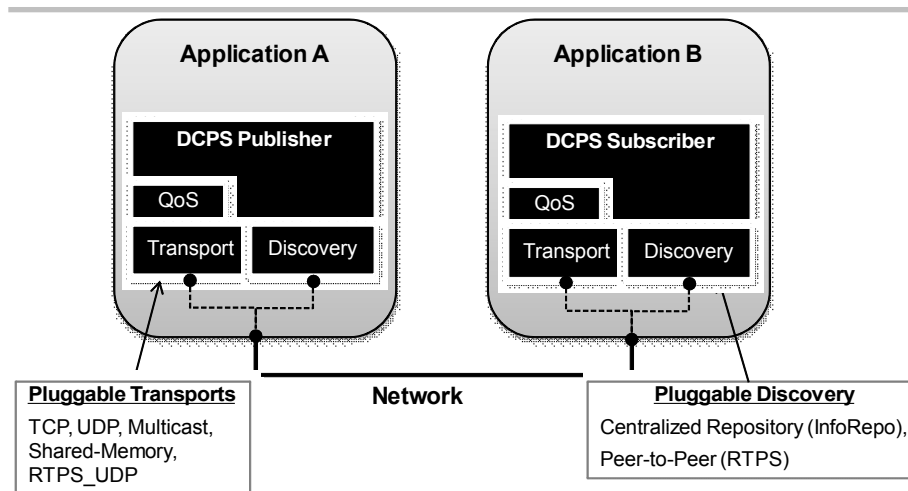 Application A
DCPS Publisher
QoS
Transport
Discovery
Application B
DCPS Subscriber
QoS
Transport
Discovery
Network
Pluggable Transports
TCP, UDP, Multicast,
Shared-Memory,
RTPS_UDP
Pluggable Discovery
Centralized Repository (InfoRepo),
Peer-to-Peer (RTPS)